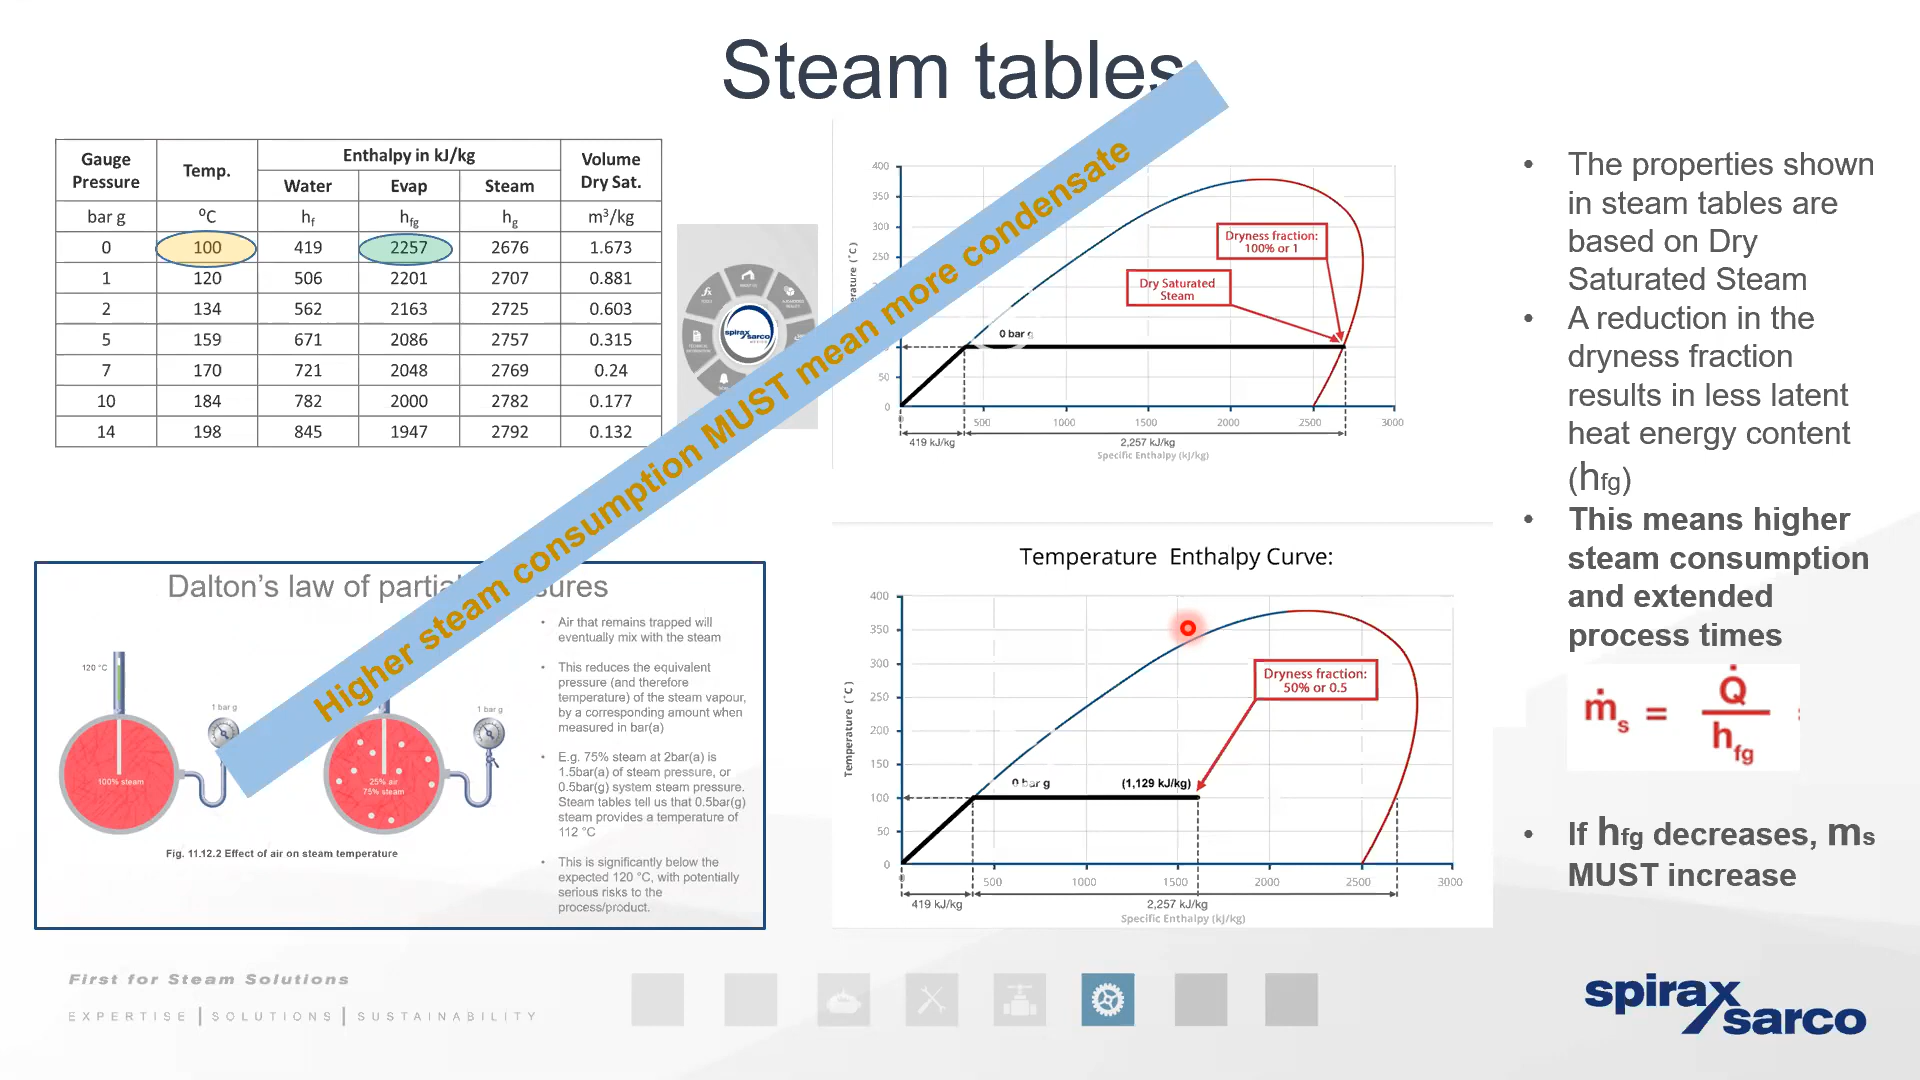 Steam tables
Gauge Pressure | Temp. | Enthalpy in kJ/kg | Volume Dry Sat.
Water | Evap | Steam
bar g | ⁰C | hf | hfg | hg | m³/kg
0 | 100 | 419 | 2257 | 2676 | 1.673
1 | 120 | 506 | 2201 | 2707 | 0.881
2 | 134 | 562 | 2163 | 2725 | 0.603
5 | 159 | 671 | 2086 | 2757 | 0.315
7 | 170 | 721 | 2048 | 2769 | 0.24
10 | 184 | 782 | 2000 | 2782 | 0.177
14 | 198 | 845 | 1947 | 2792 | 0.132
spirax
sarco
Higher steam consumption MUST mean more condensate
400
350
300
250
50
0
Dryness fraction:
100% or 1
Dry Saturated
Steam
0 bar g
500 1000 1500 2000 2500 3000
419 kJ/kg
2,257 kJ/kg
Specific Enthalpy (kJ/kg)
Temperature Enthalpy Curve:
Temperature (˚C)
400
350
300
250
200
150
100
50
0
Dryness fraction:
50% or 0.5
0 bar g
(1,129 kJ/kg)
500 1000 1500 2000 2500 3000
419 kJ/kg
2,257 kJ/kg
Specific Enthalpy (kJ/kg)
Dalton’s law of
120 °C
1 bar g
100% steam
1 bar g
25% air
75% steam
Fig. 11.12.2 Effect of air on steam temperature
• Air that remains trapped will
eventually mix with the steam
• This reduces the equivalent
pressure (and therefore
temperature) of the steam vapour,
by a corresponding amount when
measured in bar(a)
• E.g. 75% steam at 2bar(a) is
1.5bar(a) of steam pressure, or
0.5bar(g) system steam pressure.
Steam tables tell us that 0.5bar(g)
steam provides a temperature of
112 °C
• This is significantly below the
expected 120 °C, with potentially
serious risks to the
process/product.
• The properties shown
in steam tables are
based on Dry
Saturated Steam
• A reduction in the
dryness fraction
results in less latent
heat energy content
(hfg)
• This means higher
steam consumption
and extended
process times
ṁs = Q̇ / hfg
• If hfg decreases, ms
MUST increase
First for Steam Solutions
EXPERTISE | SOLUTIONS | SUSTAINABILITY
spirax
sarco